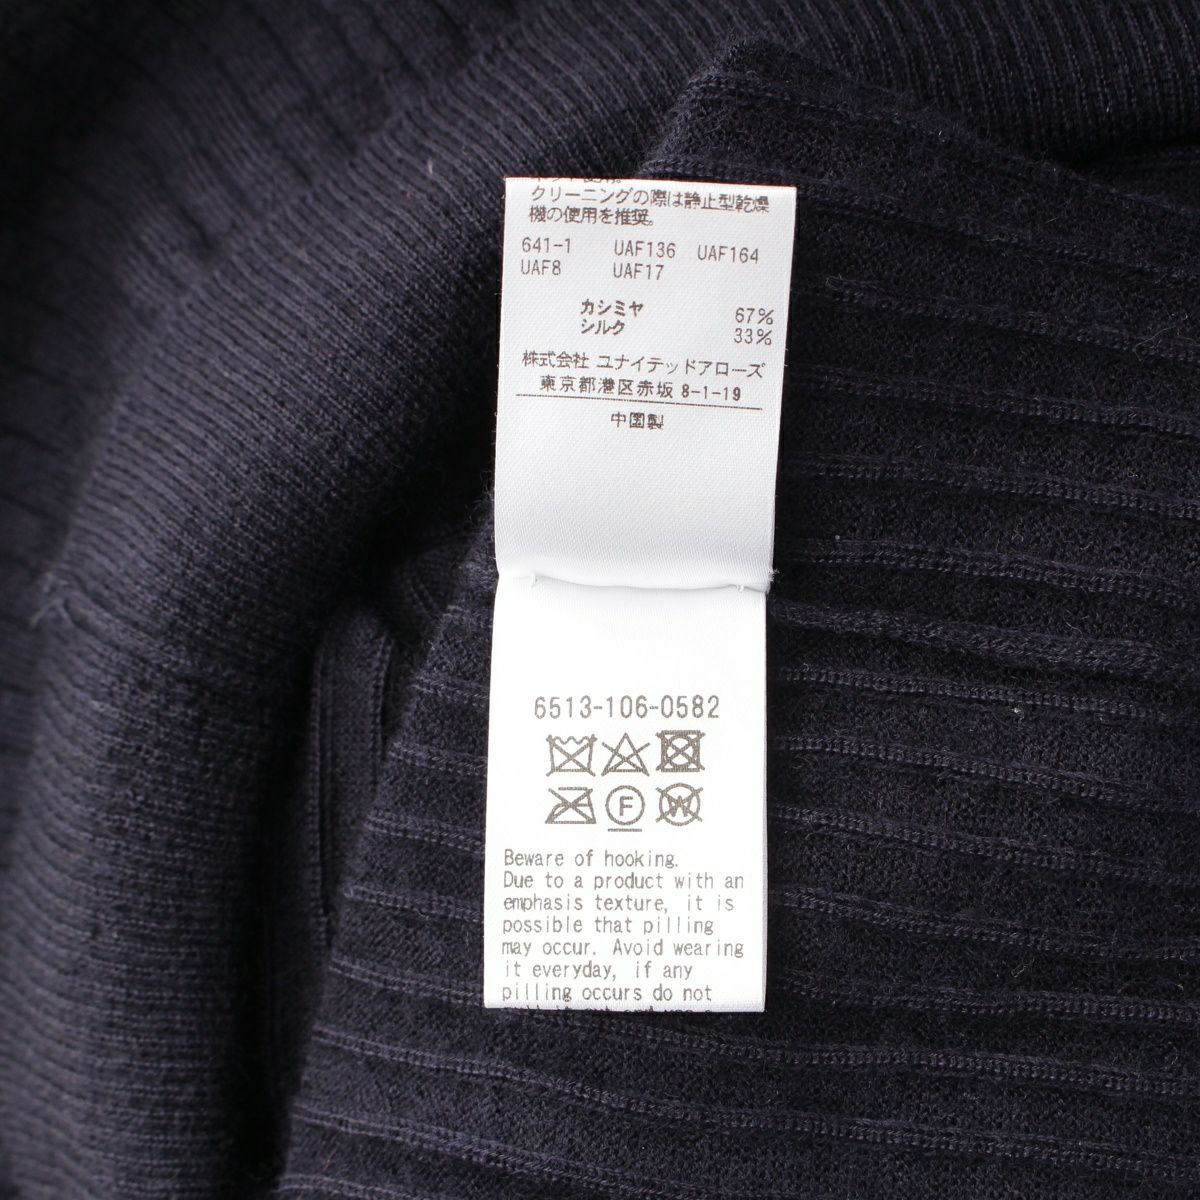 クリーニングの際は静止型乾燥
機の使用を推奨。
641-1 UAF136 UAF164
UAF8 UAF17
カシミヤ 67%
シルク 33%
株式会社 ユナイテッドアローズ
東京都港区赤坂 8-1-19
中国製
6513-106-0582
F
W
Beware of hooking.
Due to a product with an
emphasis texture, it is
possible that pilling
may occur. Avoid wearing
it everyday, if any
pilling occurs do not